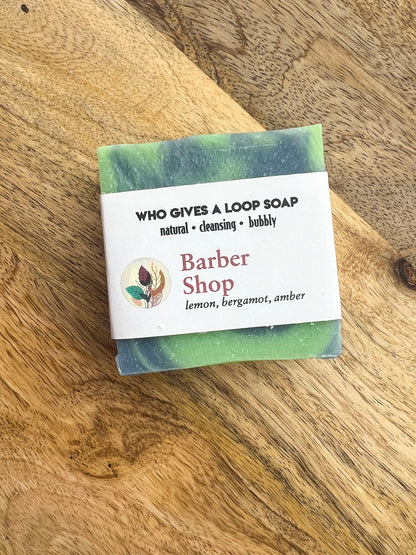 WHO GIVES A LOOP SOAP
natural • cleansing • bubbly
Barber
Shop
lemon, bergamot, amber